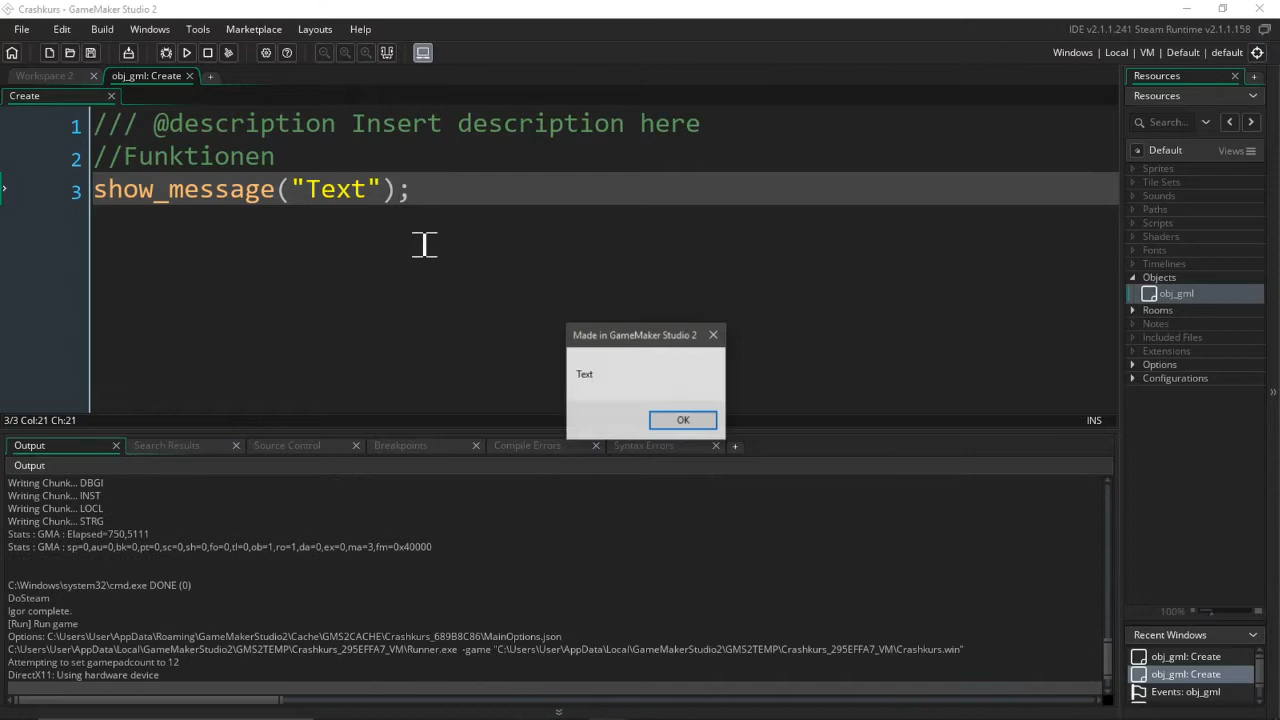 Crashkurs - GameMaker Studio 2
File Edit Build Windows Tools Marketplace Layouts Help
IDE v2.1.1.241 Steam Runtime v2.1.1.158
Windows | Local | VM | Default | default
Workspace 2
obj_gml: Create
Create
1 /// @description Insert description here
2 //Funktionen
3 show_message("Text");
Made in GameMaker Studio 2
Text
OK
3/3 Col:21 Ch:21
INS
Output Search Results Source Control Breakpoints Compile Errors Syntax Errors
Output
Writing Chunk... DBGI
Writing Chunk... INST
Writing Chunk... LOCL
Writing Chunk... STRG
Stats : GMA : Elapsed=750,5111
Stats : GMA : sp=0,au=0,bk=0,pt=0,sc=0,sh=0,fo=0,tl=0,ob=1,ro=1,da=0,ex=0,ma=3,fm=0x40000
C:\Windows\system32\cmd.exe DONE (0)
DoSteam
Igor complete.
[Run] Run game
Options: C:\Users\User\AppData\Roaming\GameMakerStudio2\Cache\GMS2CACHE\Crashkurs_689B8C86\MainOptions.json
C:\Users\User\AppData\Local\GameMakerStudio2\GMS2TEMP\Crashkurs_295EFFA7_VM\Runner.exe -game "C:\Users\User\AppData\Local\GameMakerStudio2\GMS2TEMP\Crashkurs_295EFFA7_VM\Crashkurs.win"
Attempting to set gamepadcount to 12
DirectX11: Using hardware device
Resources
Resources
Search...
Default Views
Sprites
Tile Sets
Sounds
Paths
Scripts
Shaders
Fonts
Timelines
Objects
obj_gml
Rooms
Notes
Included Files
Extensions
Options
Configurations
100%
Recent Windows
obj_gml: Create
obj_gml: Create
Events: obj_gml